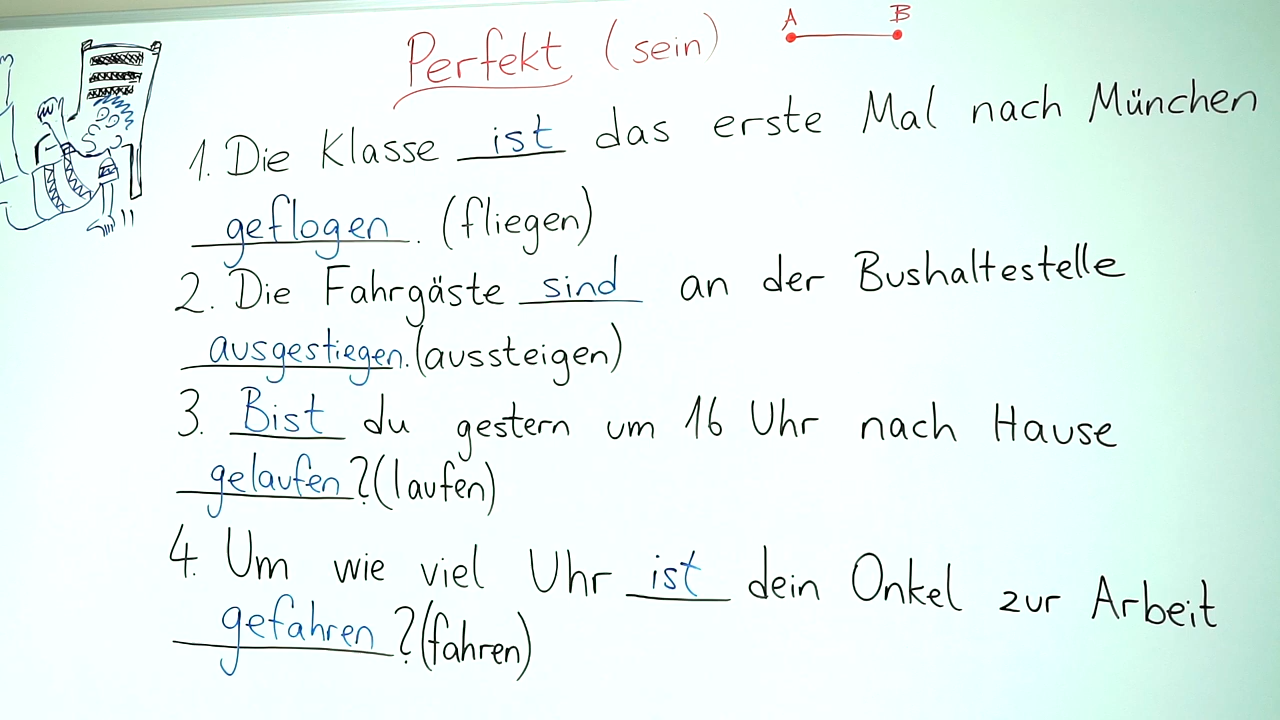 Perfekt (sein) A B
1. Die Klasse ist das erste Mal nach München
geflogen. (fliegen)
2. Die Fahrgäste sind an der Bushaltestelle
ausgestiegen. (aussteigen)
3. Bist du gestern um 16 Uhr nach Hause
gelaufen? (laufen)
4. Um wie viel Uhr ist dein Onkel zur Arbeit
gefahren? (fahren)